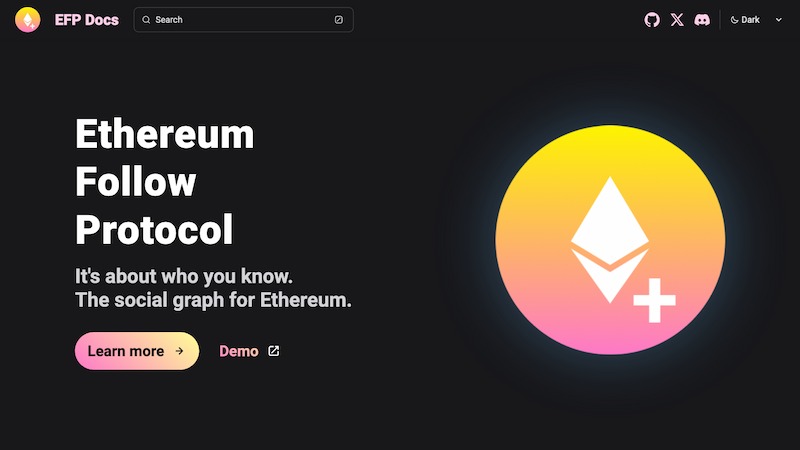 EFP Docs
Search
Dark
Ethereum
Follow
Protocol
It's about who you know.
The social graph for Ethereum.
Learn more
Demo